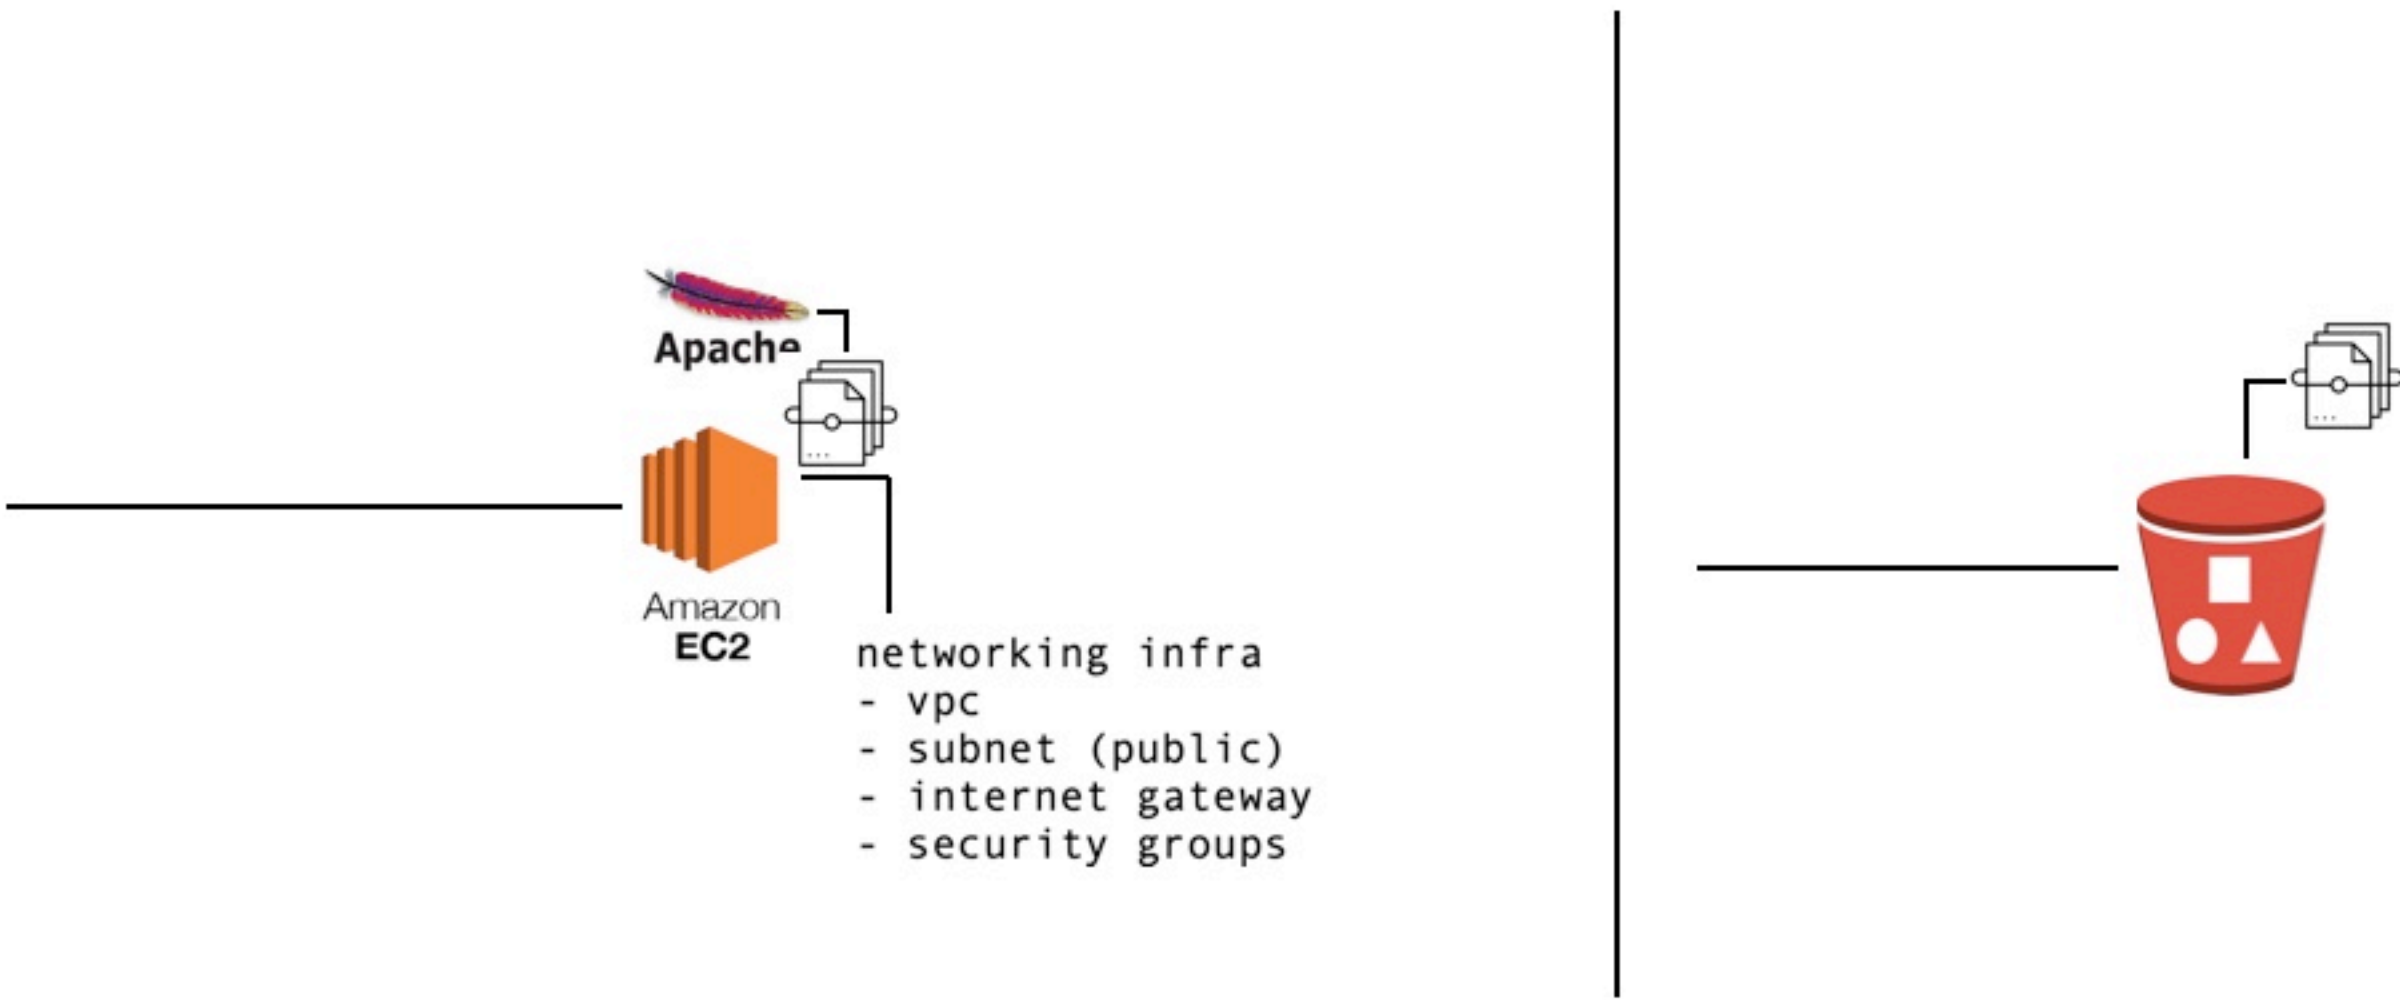 Apache
Amazon
EC2
networking infra
- vpc
- subnet (public)
- internet gateway
- security groups